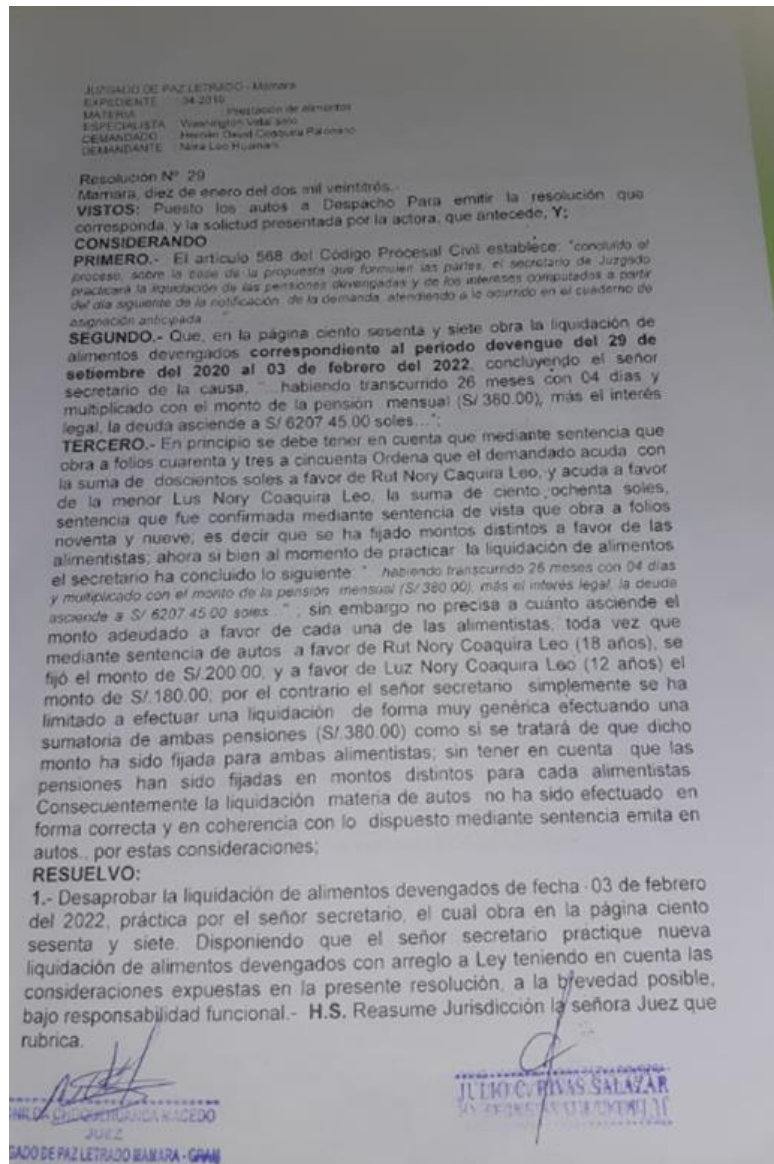 JUZGADO DE PAZ LETRADO - Mamara
EXPEDIENTE : 34-2019
MATERIA : Prestación de alimentos
ESPECIALISTA : Washington Vidal
DEMANDADO : Hernán David Coaquira Palomino
DEMANDANTE : Nora Leo Huamani
Resolución Nº 29
Mamara, diez de enero del dos mil veintitrés.-
VISTOS: Puesto los autos a Despacho Para emitir la resolución que
corresponda, y la solicitud presentada por la actora, que antecede, Y;
CONSIDERANDO
PRIMERO.- El artículo 568 del Código Procesal Civil establece: "concluido el
proceso, sobre la base de la propuesta que formulen las partes, el secretario de Juzgado
practicará la liquidación de las pensiones devengadas y de los intereses computados a partir
del día siguiente de la notificación de la demanda, atendiendo a lo ocurrido en el cuaderno de
asignación anticipada ....."
SEGUNDO.- Que, en la página ciento sesenta y siete obra la liquidación de
alimentos devengados correspondiente al periodo devengue del 29 de
setiembre del 2020 al 03 de febrero del 2022, concluyendo el señor
secretario de la causa, "...habiendo transcurrido 26 meses con 04 días y
multiplicado con el monto de la pensión mensual (S/ 380.00), más el interés
legal, la deuda asciende a S/ 6207 45.00 soles...";
TERCERO.- En principio se debe tener en cuenta que mediante sentencia que
obra a folios cuarenta y tres a cincuenta Ordena que el demandado acuda con
la suma de doscientos soles a favor de Rut Nory Caquira Leo, y acuda a favor
de la menor Lus Nory Coaquira Leo, la suma de ciento ochenta soles,
sentencia que fue confirmada mediante sentencia de vista que obra a folios
noventa y nueve; es decir que se ha fijado montos distintos a favor de las
alimentistas; ahora si bien al momento de practicar la liquidación de alimentos
el secretario ha concluido lo siguiente: "...habiendo transcurrido 26 meses con 04 días
y multiplicado con el monto de la pensión mensual (S/ 380.00), más el interés legal, la deuda
asciende a S/ 6207 45.00 soles..." ; sin embargo no precisa a cuánto asciende el
monto adeudado a favor de cada una de las alimentistas, toda vez que
mediante sentencia de autos a favor de Rut Nory Coaquira Leo (18 años), se
fijó el monto de S/.200.00, y a favor de Luz Nory Coaquira Leo (12 años) el
monto de S/.180.00; por el contrario el señor secretario simplemente se ha
limitado a efectuar una liquidación de forma muy genérica efectuando una
sumatoria de ambas pensiones (S/.380.00) como si se tratará de que dicho
monto ha sido fijada para ambas alimentistas; sin tener en cuenta que las
pensiones han sido fijadas en montos distintos para cada alimentistas
Consecuentemente la liquidación materia de autos no ha sido efectuado en
forma correcta y en coherencia con lo dispuesto mediante sentencia emita en
autos., por estas consideraciones;
RESUELVO:
1.- Desaprobar la liquidación de alimentos devengados de fecha 03 de febrero
del 2022, práctica por el señor secretario, el cual obra en la página ciento
sesenta y siete. Disponiendo que el señor secretario practique nueva
liquidación de alimentos devengados con arreglo a Ley teniendo en cuenta las
consideraciones expuestas en la presente resolución, a la brevedad posible,
bajo responsabilidad funcional.- H.S. Reasume Jurisdicción la señora Juez que
rubrica.
CHOQUEHUANCA MACEDO
JUEZ
GADO DE PAZ LETRADO MAMARA - GRAU
JULIO C. RIVAS SALAZAR